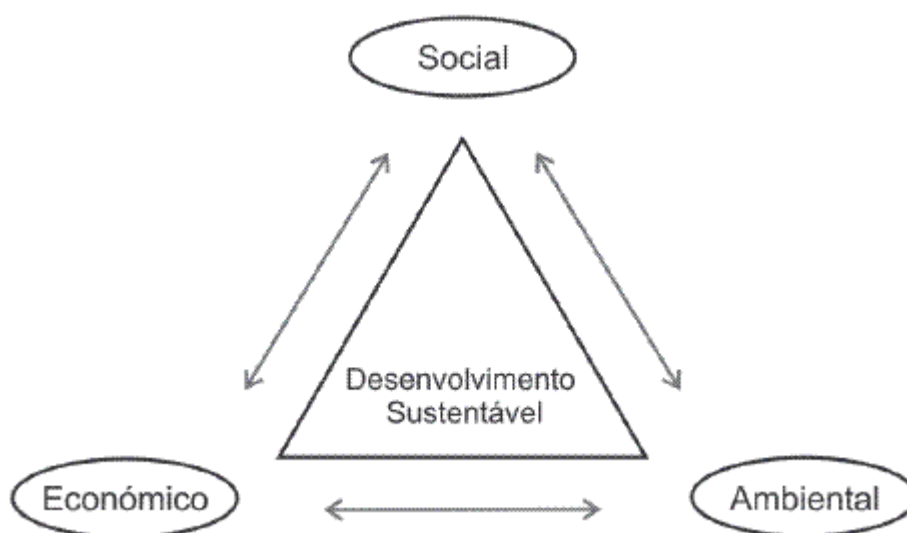 Social
Desenvolvimento
Sustentável
Económico
Ambiental